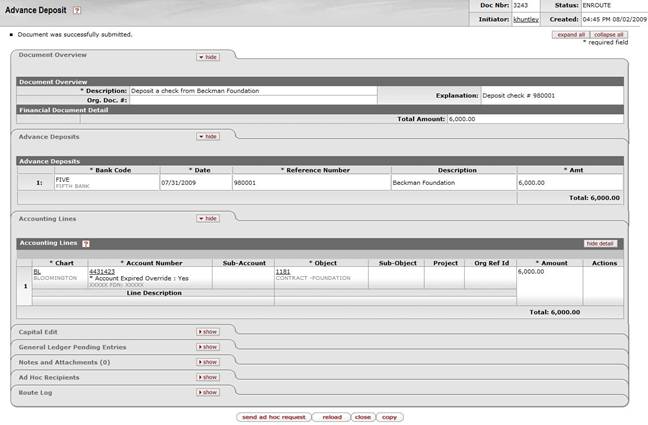 Advance Deposit ?
Doc Nbr: 3243 Status: ENROUTE
Initiator: khuntley Created: 04:45 PM 08/02/2009
Document was successfully submitted.
expand all collapse all
* required field
Document Overview hide
Document Overview
* Description: Deposit a check from Beckman Foundation Explanation: Deposit check # 980001
Org. Doc. #:
Financial Document Detail
Total Amount: 6,000.00
Advance Deposits hide
Advance Deposits
* Bank Code * Date * Reference Number Description * Amt
1: FIVE 07/31/2009 980001 Beckman Foundation 6,000.00
FIFTH BANK
Total: 6,000.00
Accounting Lines hide
Accounting Lines ? hide detail
* Chart * Account Number Sub-Account * Object Sub-Object Project Org Ref Id * Amount Actions
1 BL 4431423 1181 6,000.00
BLOOMINGTON * Account Expired Override : Yes CONTRACT -FOUNDATION
XXXXX FDN: XXXXX
Line Description
Total: 6,000.00
Capital Edit show
General Ledger Pending Entries show
Notes and Attachments (0) show
Ad Hoc Recipients show
Route Log show
send ad hoc request reload close copy